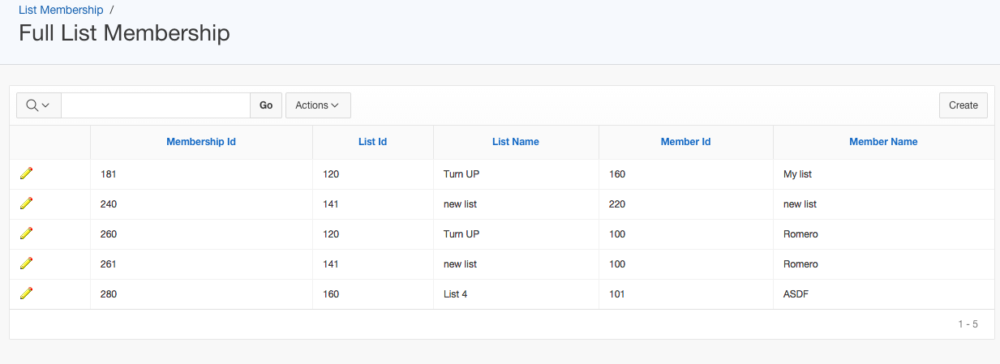 List Membership /
Full List Membership
Go Actions Create
Membership Id List Id List Name Member Id Member Name
181 120 Turn UP 160 My list
240 141 new list 220 new list
260 120 Turn UP 100 Romero
261 141 new list 100 Romero
280 160 List 4 101 ASDF
1 - 5